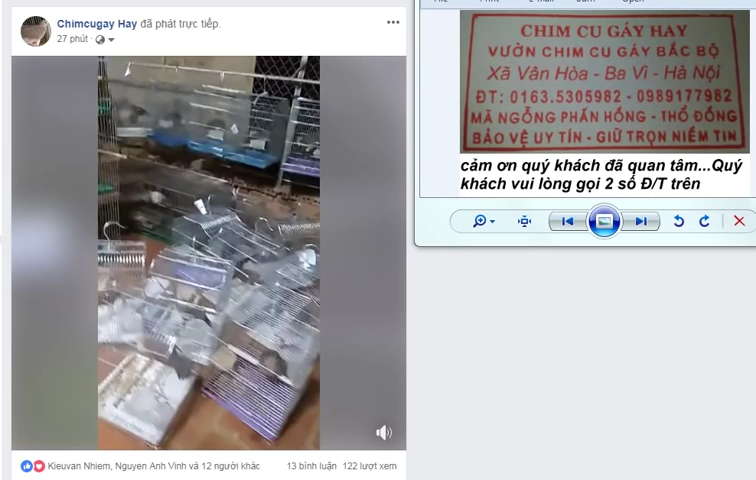 Chimcugay Hay đã phát trực tiếp.
27 phút ·
Kieuvan Nhiem, Nguyen Anh Vinh và 12 người khác
13 bình luận 122 lượt xem
CHIM CU GÁY HAY
VƯỜN CHIM CU GÁY BẮC BỘ
Xã Vân Hòa - Ba Vì - Hà Nội
ĐT: 0163.5305982 - 0989177982
MÃ NGỖNG PHẤN HỒNG - THỔ ĐỒNG
BẢO VỆ UY TÍN - GIỮ TRỌN NIỀM TIN
cảm ơn quý khách đã quan tâm...Quý
khách vui lòng gọi 2 số Đ/T trên